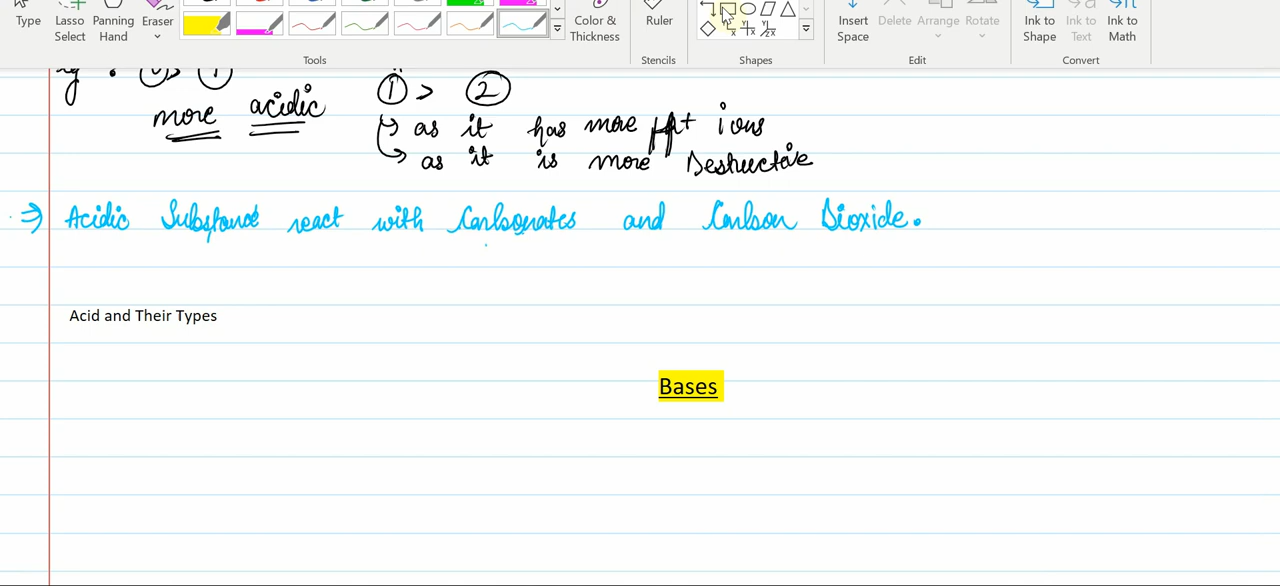 Type Lasso Select Panning Hand Eraser Color & Thickness Ruler Insert Space Delete Arrange Rotate Ink to Shape Ink to Text Ink to Math
Tools Stencils Shapes Edit Convert
more acidic ① > ②
as it has more H+ ions
as it is more Destructive
⇒ Acidic Substance react with Carbonates and Carbon Dioxide.
Acid and Their Types
Bases